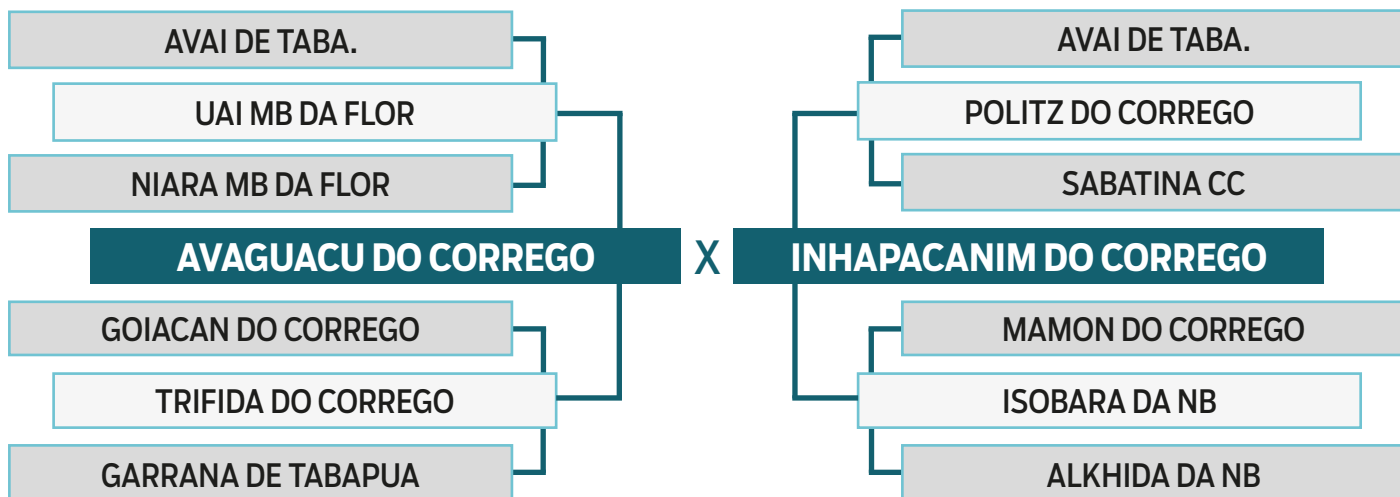 AVAI DE TABA.
UAI MB DA FLOR
NIARA MB DA FLOR
AVAGUACU DO CORREGO
GOIACAN DO CORREGO
TRIFIDA DO CORREGO
GARRANA DE TABAPUA
X
AVAI DE TABA.
POLITZ DO CORREGO
SABATINA CC
INHAPACANIM DO CORREGO
MAMON DO CORREGO
ISOBARA DA NB
ALKHIDA DA NB